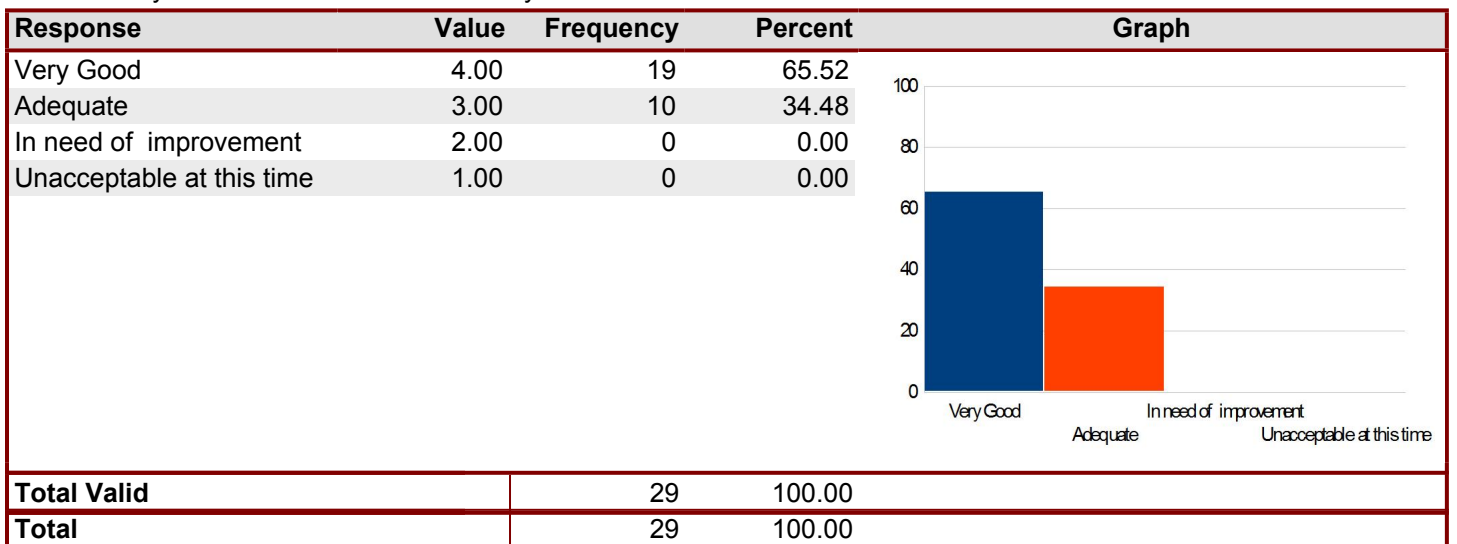 Response Value Frequency Percent Graph
Very Good 4.00 19 65.52
Adequate 3.00 10 34.48
In need of improvement 2.00 0 0.00
Unacceptable at this time 1.00 0 0.00
100
80
60
40
20
0
Very Good In need of improvement
Adequate Unacceptable at this time
Total Valid 29 100.00
Total 29 100.00